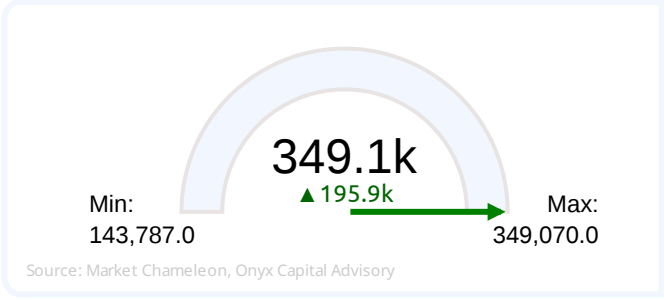 349.1k
▲195.9k
Min:
143,787.0
Max:
349,070.0
Source: Market Chameleon, Onyx Capital Advisory